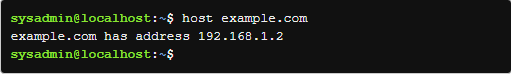 sysadmin@localhost:~$ host example.com
example.com has address 192.168.1.2
sysadmin@localhost:~$